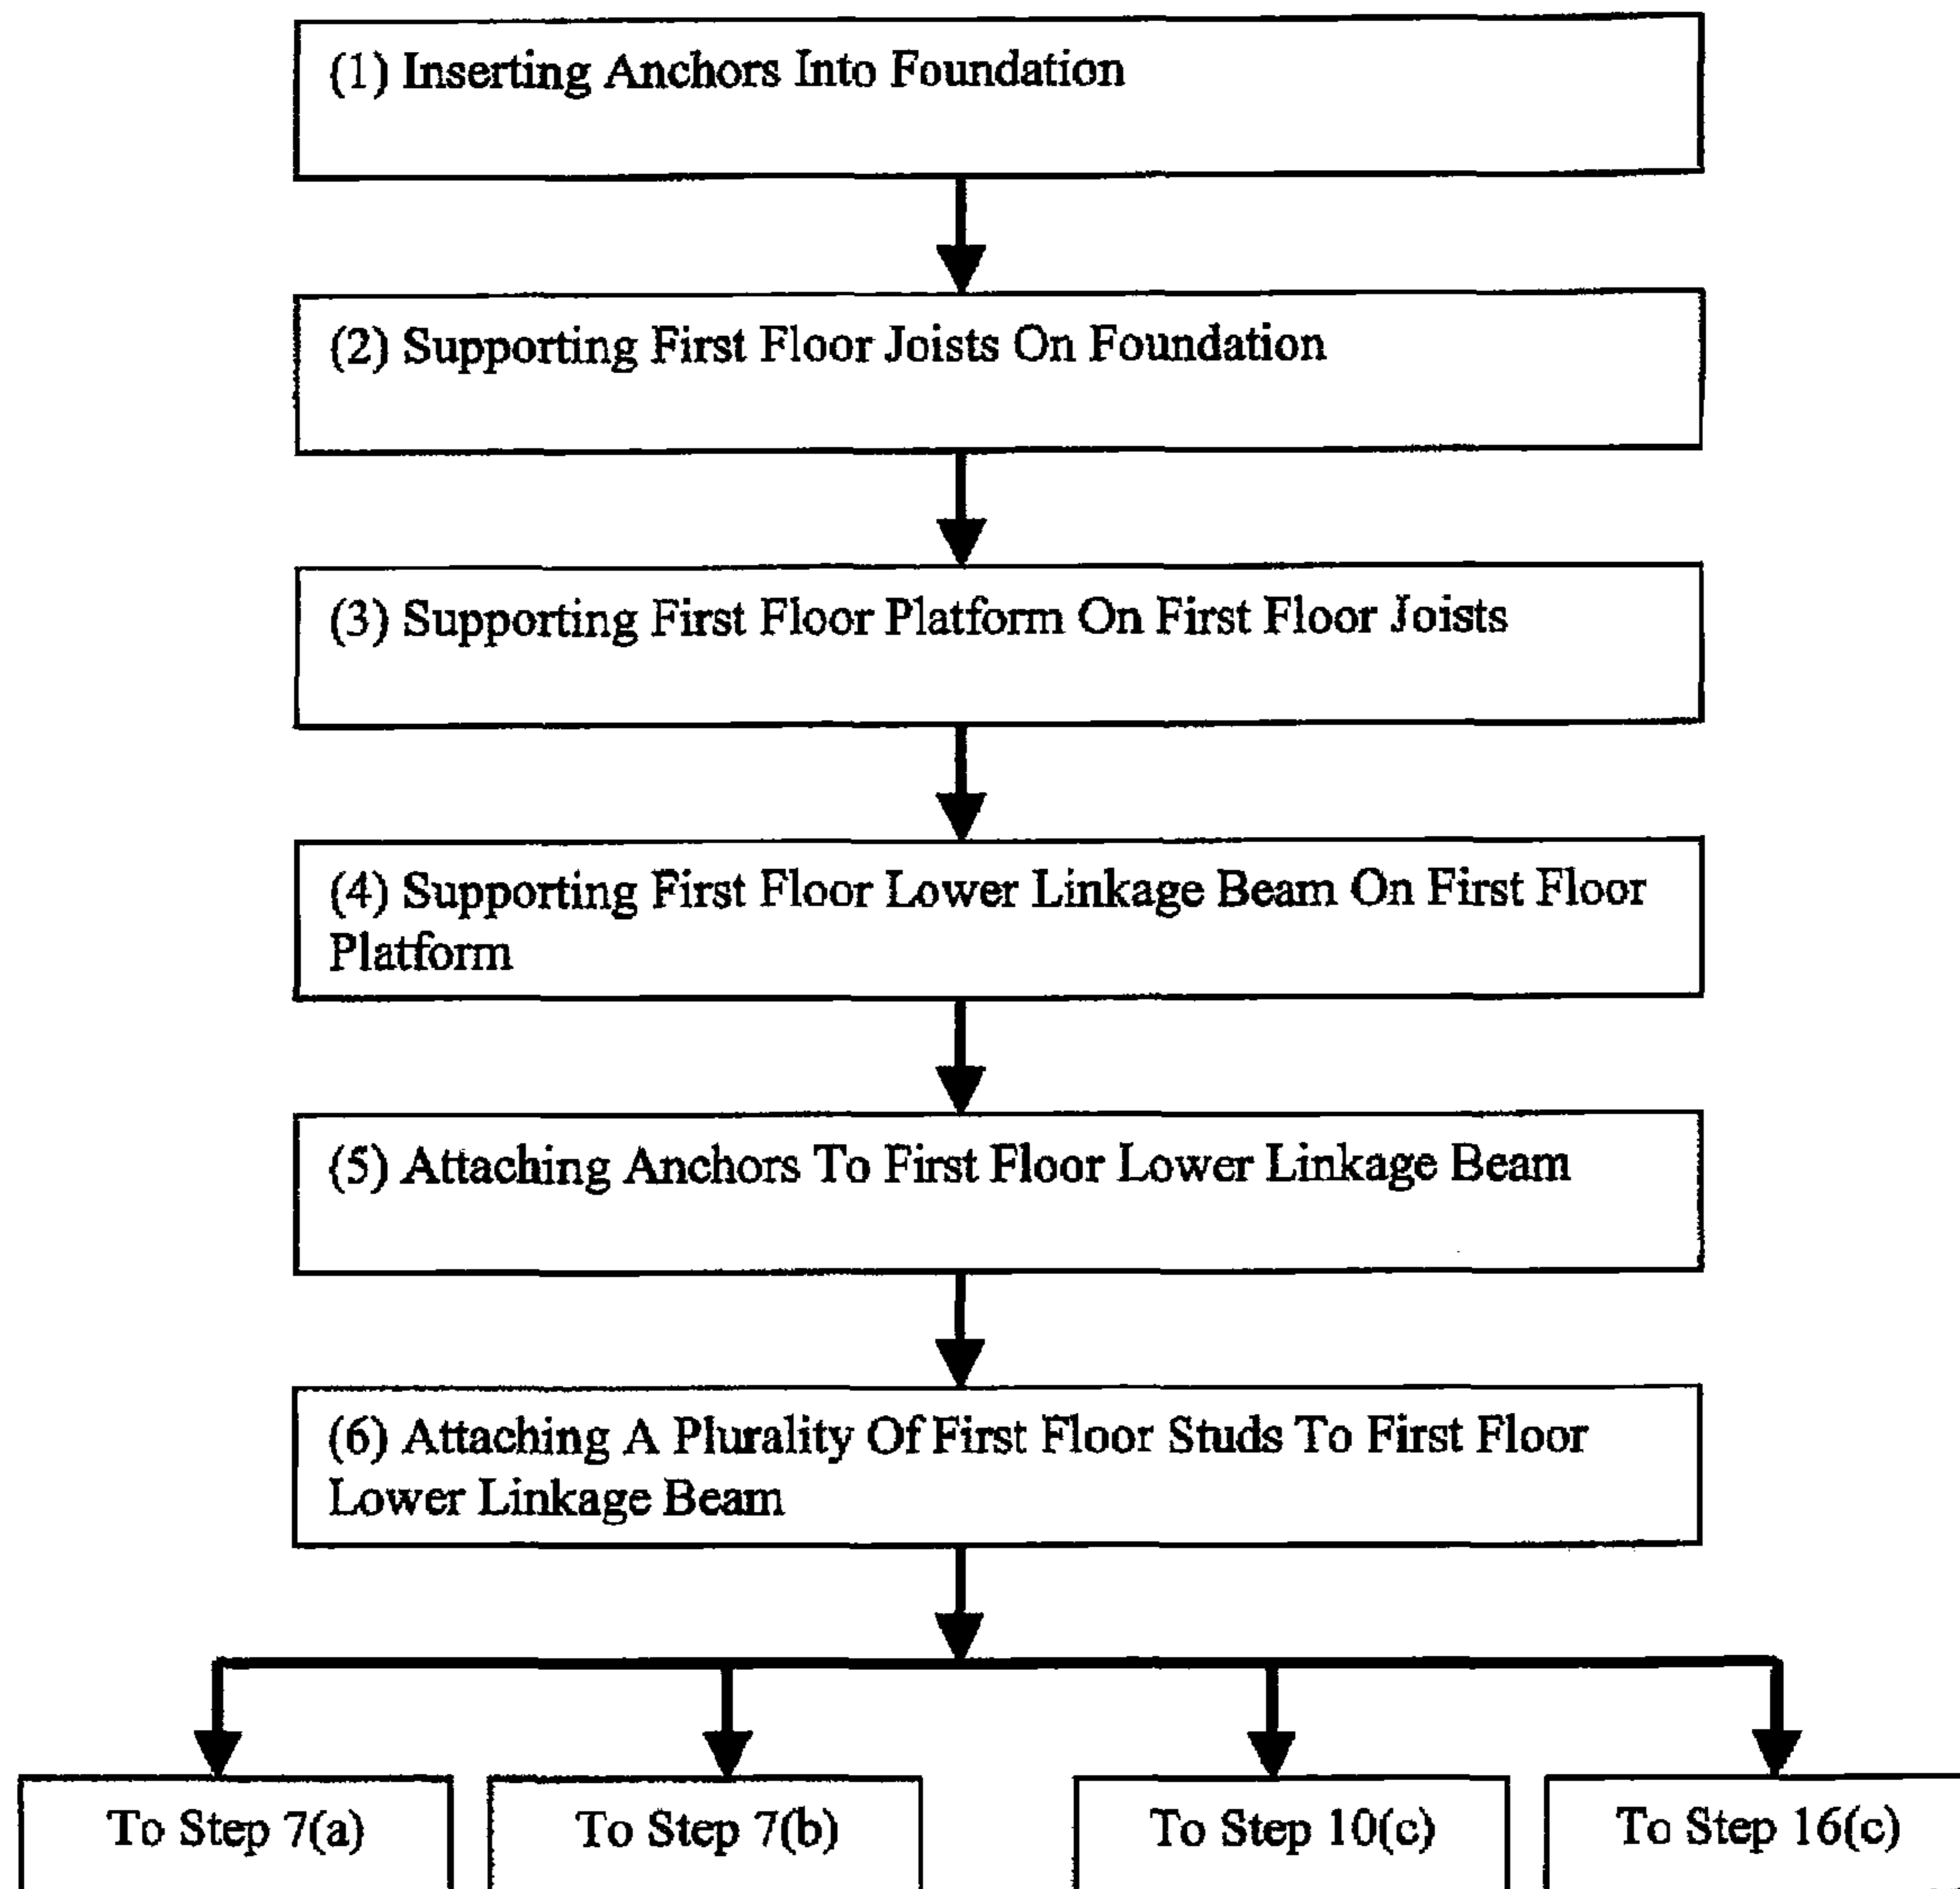 (1) Inserting Anchors Into Foundation
(2) Supporting First Floor Joists On Foundation
(3) Supporting First Floor Platform On First Floor Joists
(4) Supporting First Floor Lower Linkage Beam On First Floor
Platform
(5) Attaching Anchors To First Floor Lower Linkage Beam
(6) Attaching A Plurality Of First Floor Studs To First Floor
Lower Linkage Beam
To Step 7(a)
To Step 7(b)
To Step 10(c)
To Step 16(c)